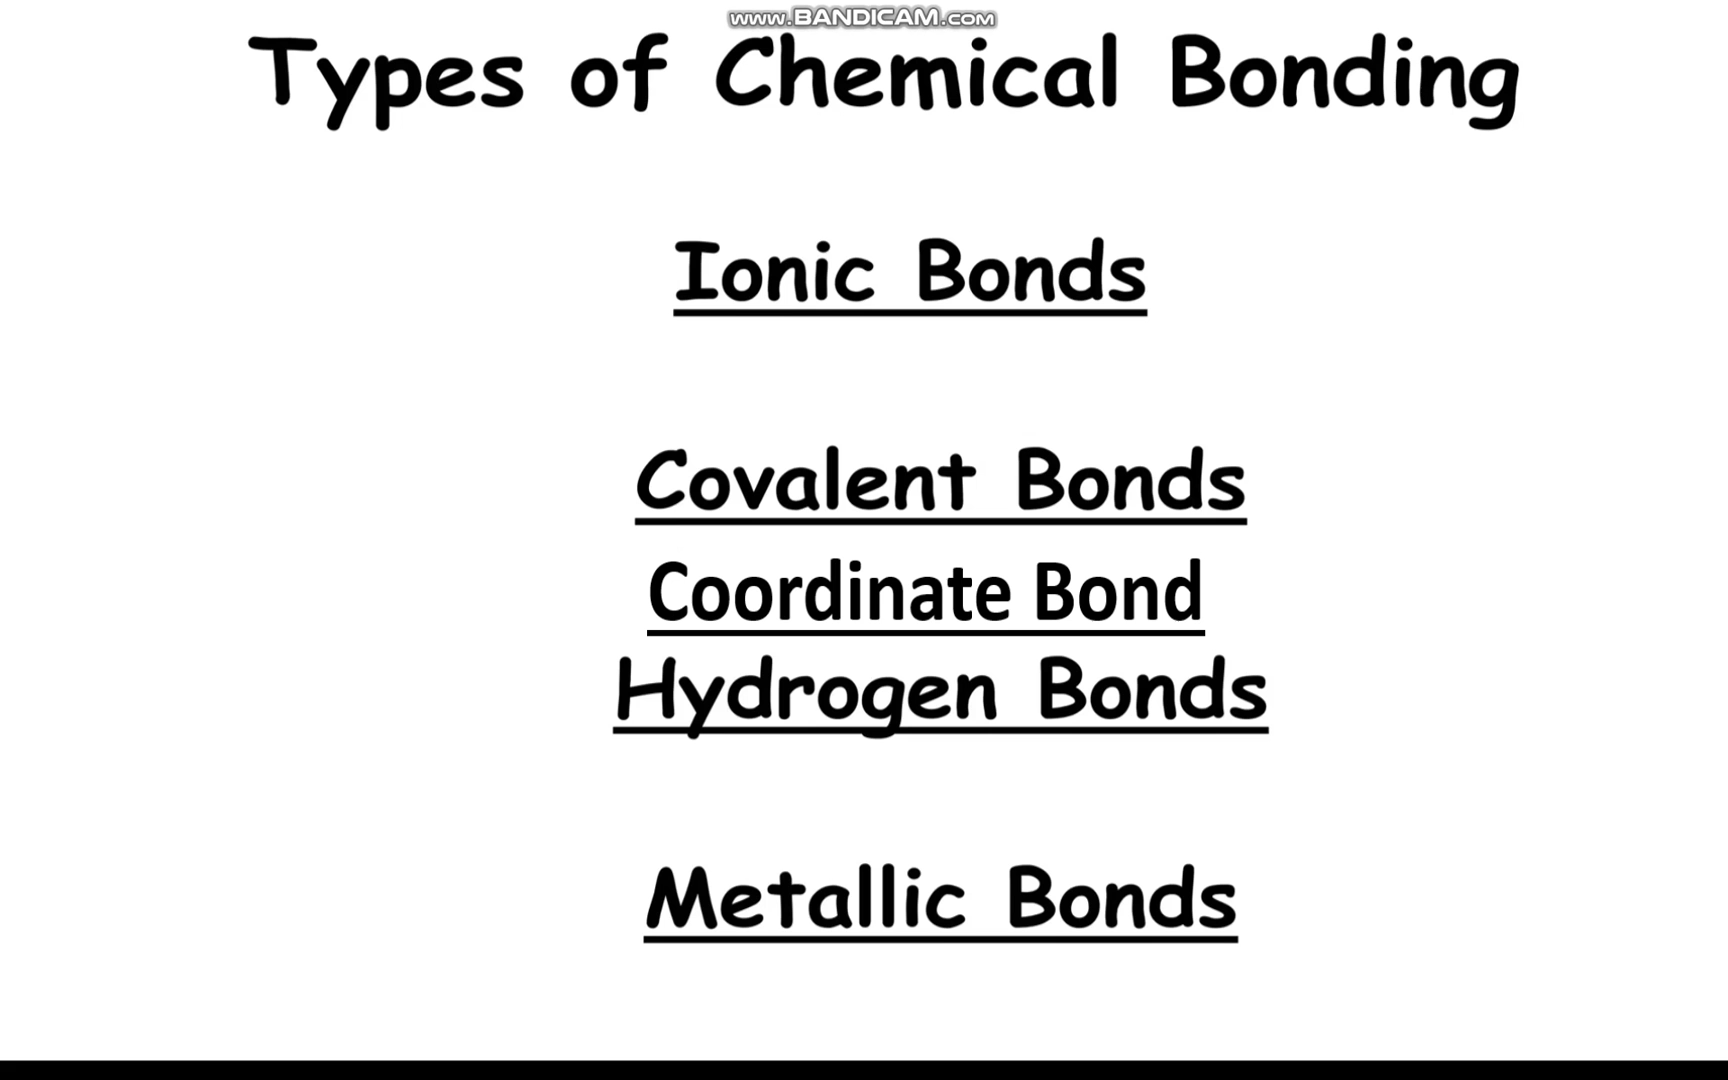 www.BANDICAM.com
Types of Chemical Bonding
Ionic Bonds
Covalent Bonds
Coordinate Bond
Hydrogen Bonds
Metallic Bonds